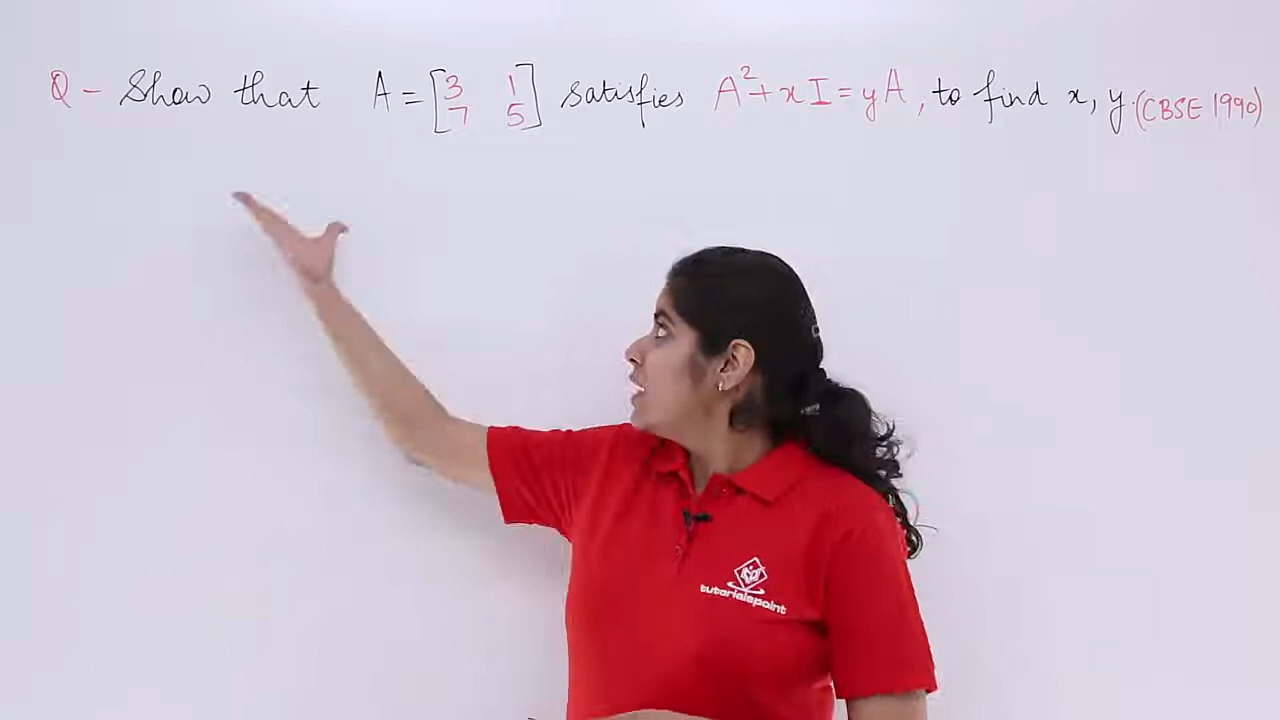 Q - Show that A = [3 1 satisfies A²+xI=yA, to find x, y. (CBSE 1990)
7 5]
tutorialspoint